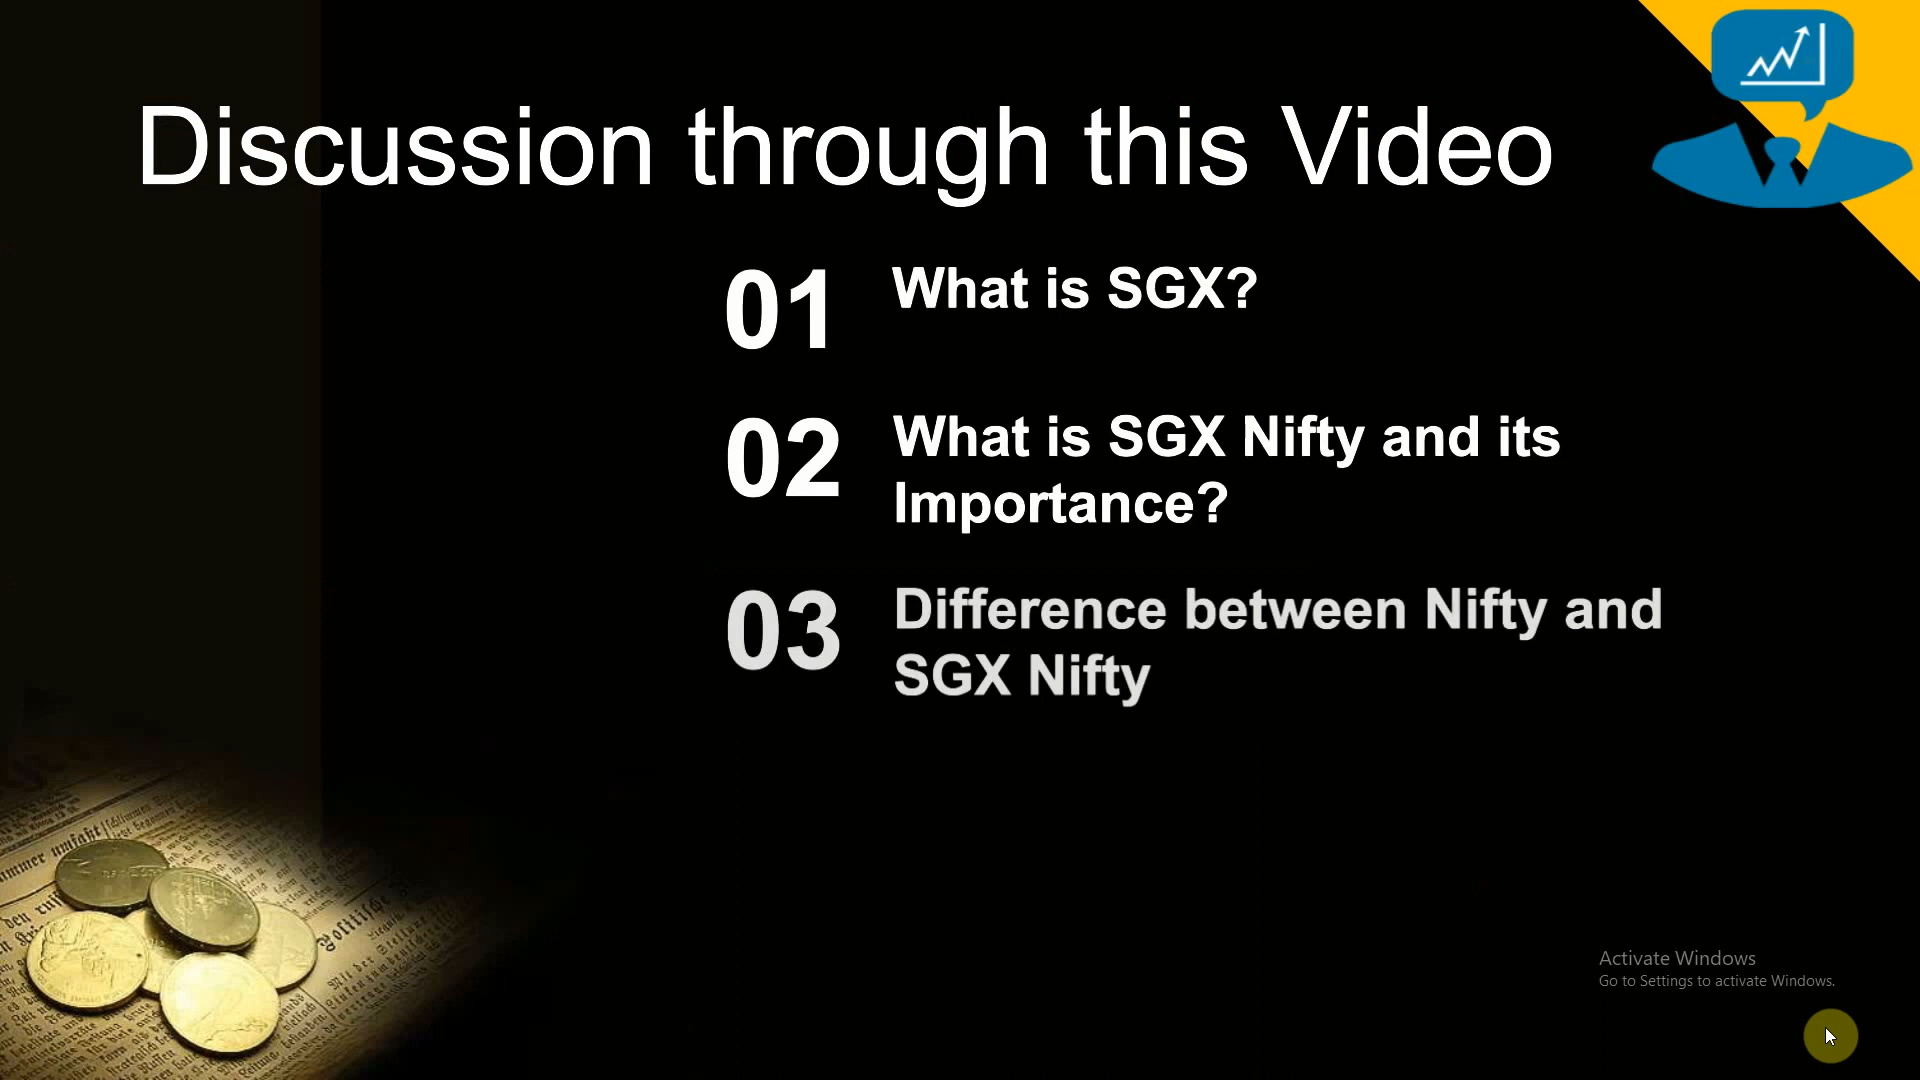 Discussion through this Video
01
What is SGX?
02
What is SGX Nifty and its
Importance?
03
Difference between Nifty and
SGX Nifty
Politische
Activate Windows
Go to Settings to activate Windows.